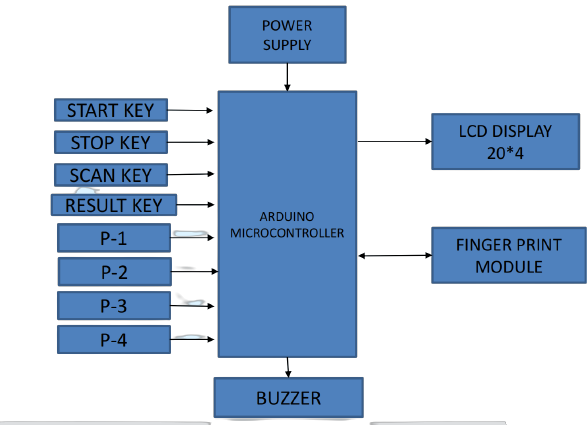 POWER
SUPPLY
START KEY
STOP KEY
SCAN KEY
RESULT KEY
P-1
P-2
P-3
P-4
ARDUINO
MICROCONTROLLER
LCD DISPLAY
20*4
FINGER PRINT
MODULE
BUZZER